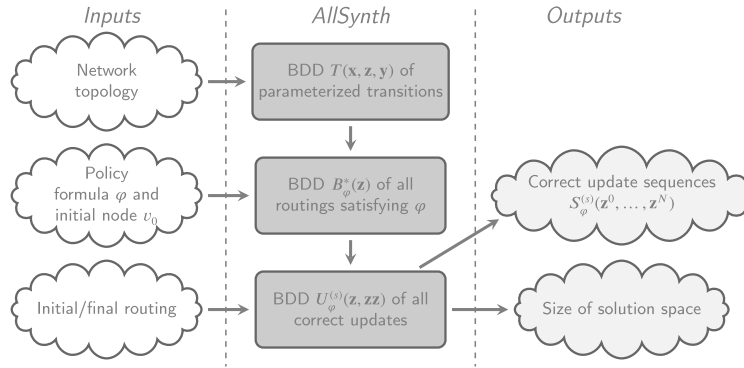 Inputs
AllSynth
Outputs
Network
topology
BDD T(x, z, y) of
parameterized transitions
Policy
formula φ and
initial node v₀
BDD B*φ(z) of all
routings satisfying φ
Correct update sequences
Sφ⁽ˢ⁾(z⁰, … , zᴺ)
Initial/final routing
BDD Uφ⁽ˢ⁾(z, zz) of all
correct updates
Size of solution space